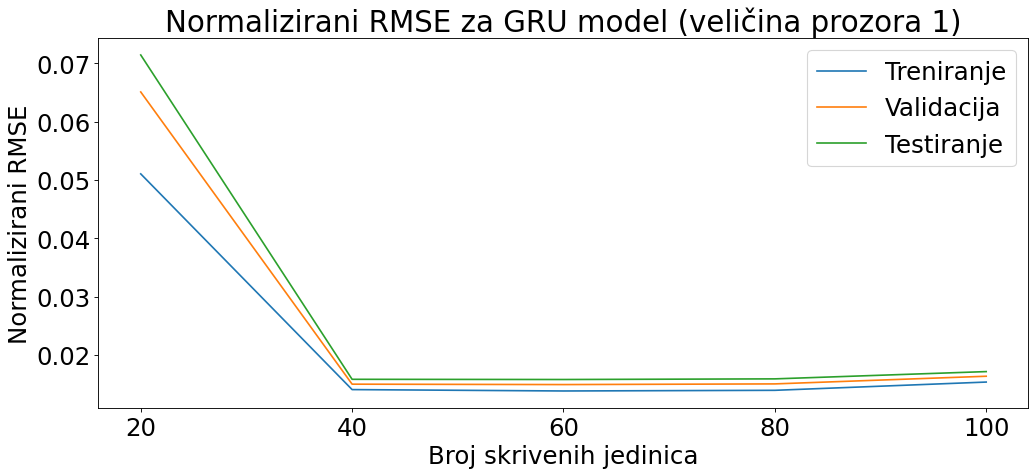 Normalizirani RMSE za GRU model (veličina prozora 1)
Normalizirani RMSE
0.07
0.06
0.05
0.04
0.03
0.02
Treniranje
Validacija
Testiranje
20 40 60 80 100
Broj skrivenih jedinica